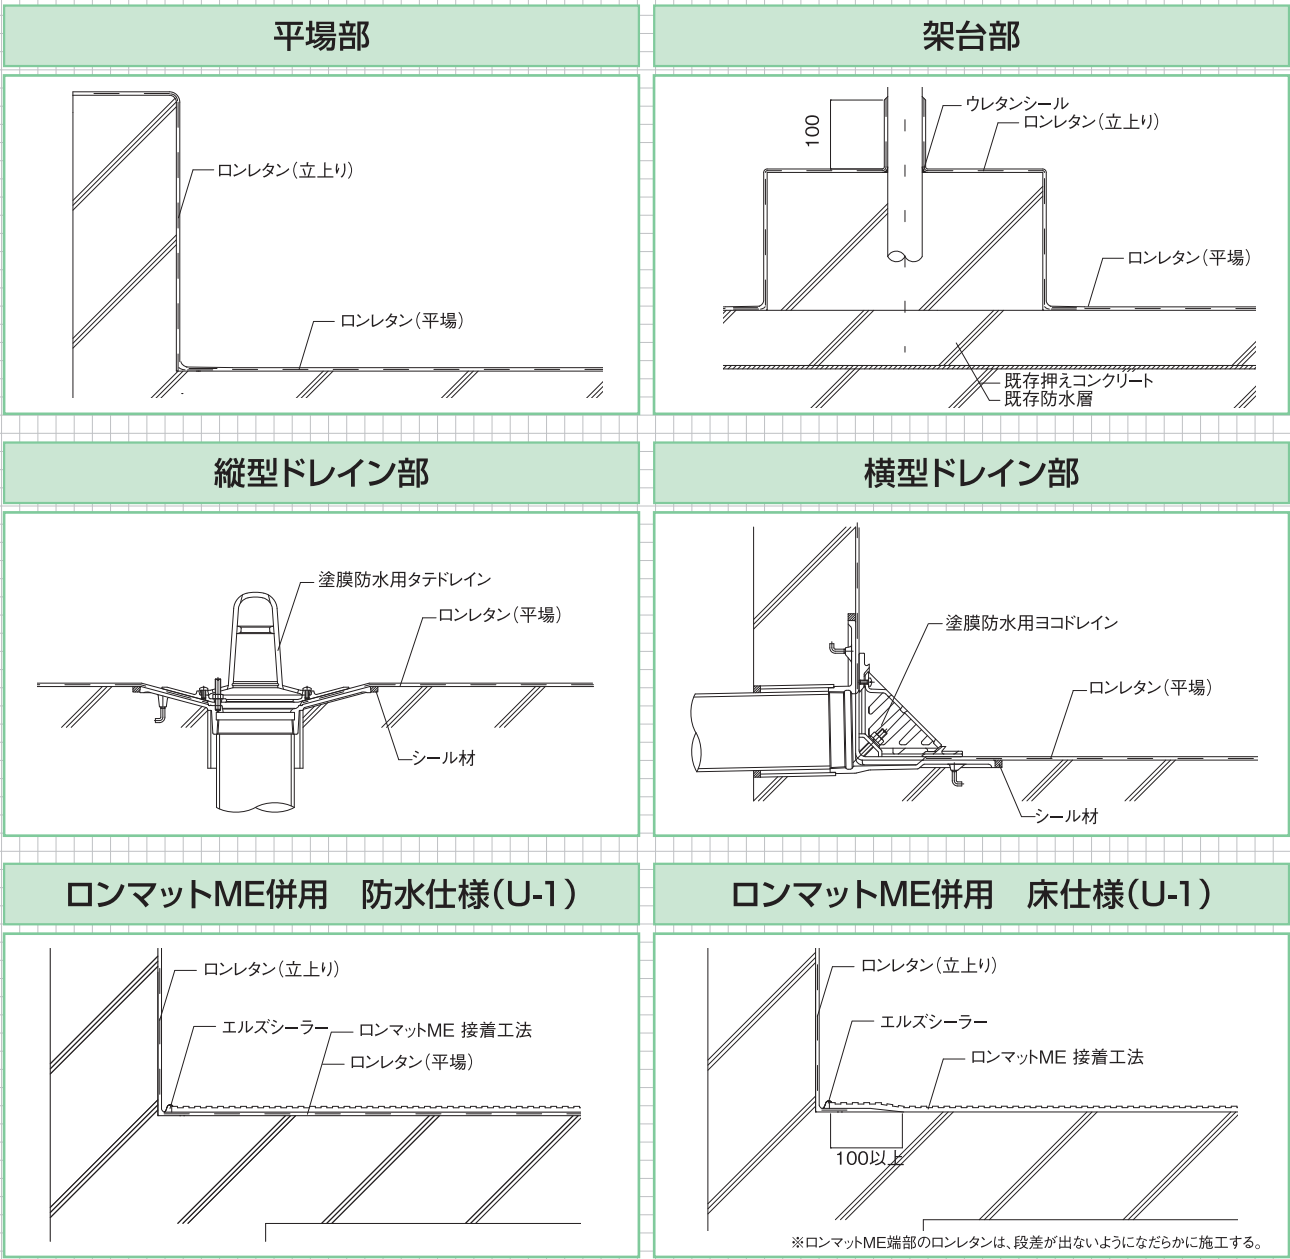 平場部
ロンレタン（立上り）
ロンレタン（平場）
架台部
100
ウレタンシール
ロンレタン（立上り）
ロンレタン（平場）
既存押えコンクリート
既存防水層
縦型ドレイン部
塗膜防水用タテドレイン
ロンレタン（平場）
シール材
横型ドレイン部
塗膜防水用ヨコドレイン
ロンレタン（平場）
シール材
ロンマットME併用　防水仕様（U-1）
ロンレタン（立上り）
エルズシーラー
ロンマットME 接着工法
ロンレタン（平場）
ロンマットME併用　床仕様（U-1）
ロンレタン（立上り）
エルズシーラー
ロンマットME 接着工法
100以上
※ロンマットME端部のロンレタンは、段差が出ないようになだらかに施工する。